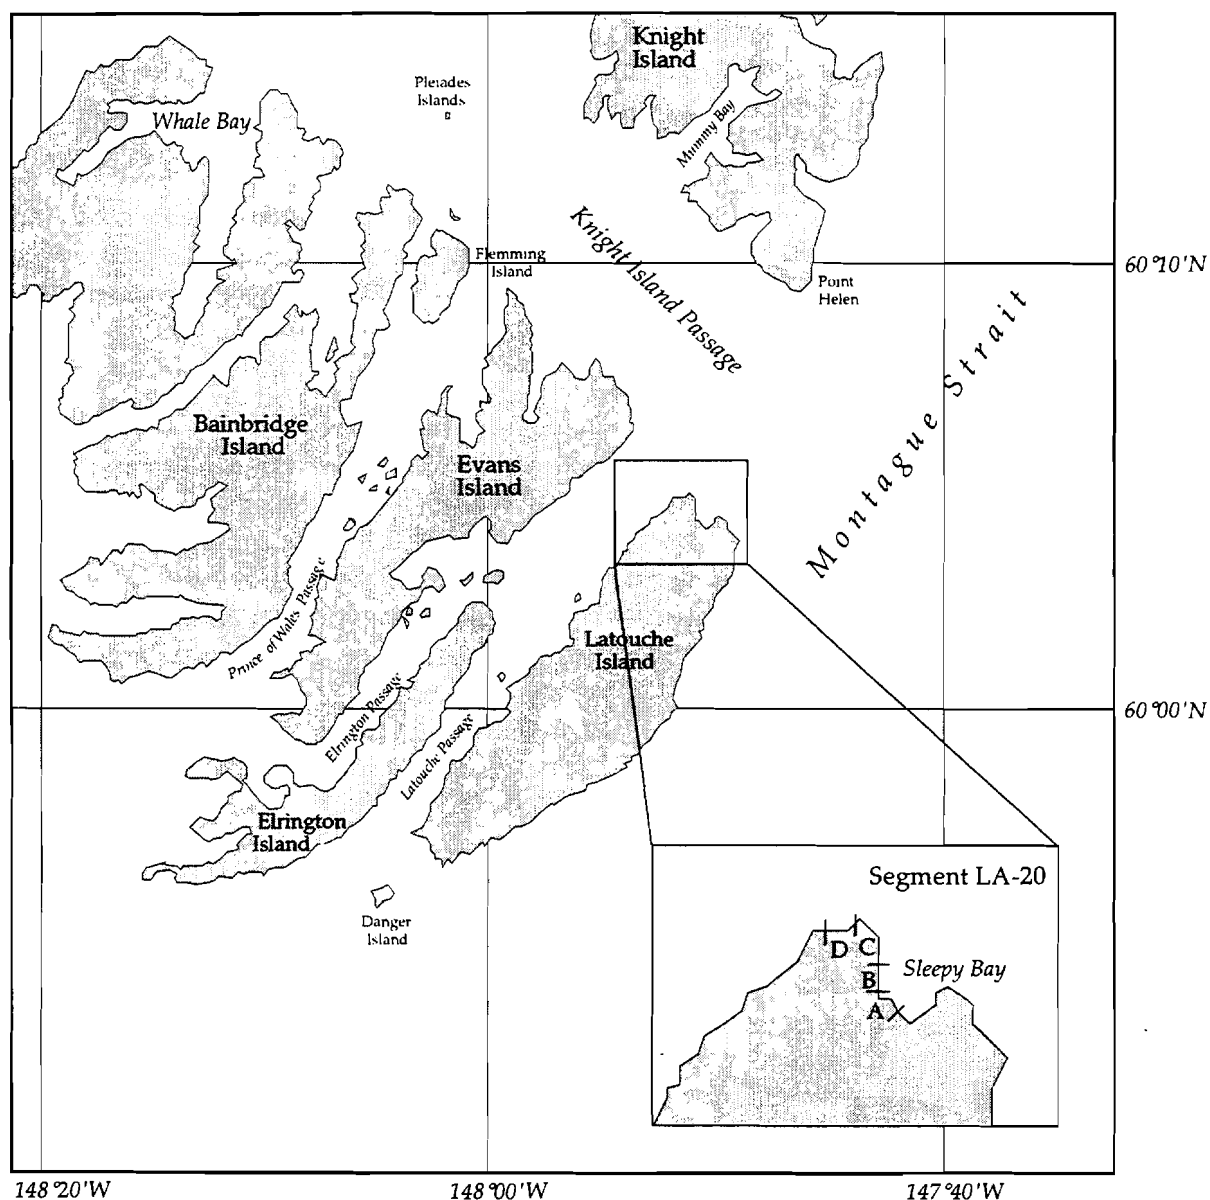 Knight
Island
Pleiades
Islands
Whale Bay
Mummy Bay
Knight Island Passage
Flemming
Island
60°10'N
Point
Helen
Montague Strait
Bainbridge
Island
Evans
Island
Prince of Wales Passage
Latouche
Island
Elrington Passage
Latouche Passage
60°00'N
Elrington
Island
Danger
Island
Segment LA-20
D
C
Sleepy Bay
B
A
148°20'W
148°00'W
147°40'W